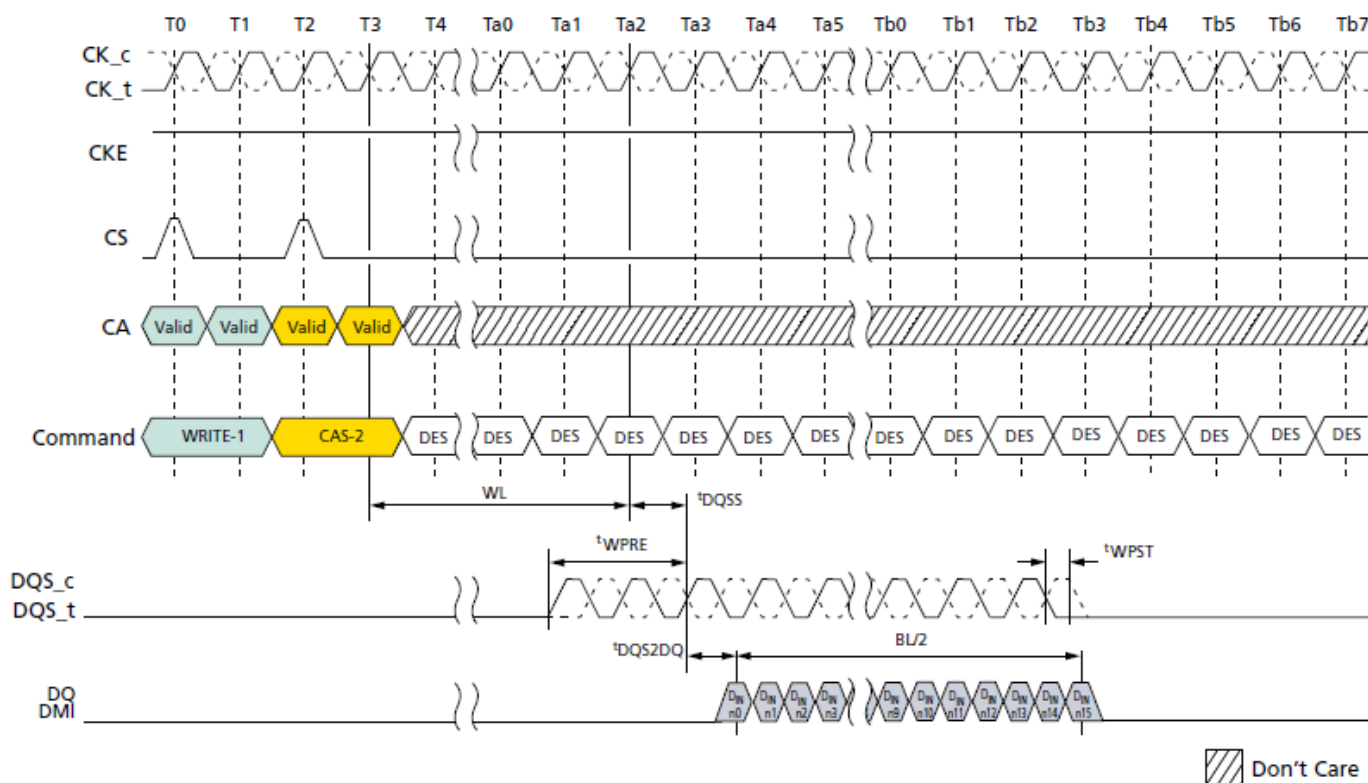 T0 T1 T2 T3 T4 Ta0 Ta1 Ta2 Ta3 Ta4 Ta5 Tb0 Tb1 Tb2 Tb3 Tb4 Tb5 Tb6 Tb7
CK_c
CK_t
CKE
CS
CA Valid Valid Valid Valid
Command WRITE-1 CAS-2 DES DES DES DES DES DES DES DES DES DES DES DES DES DES DES
WL tDQSS
tWPRE tWPST
DQS_c
DQS_t
tDQS2DQ BL/2
DQ
DMI
DIN n0 DIN n1 DIN n2 DIN n3 DIN n9 DIN n10 DIN n11 DIN n12 DIN n13 DIN n14 DIN n15
Don't Care